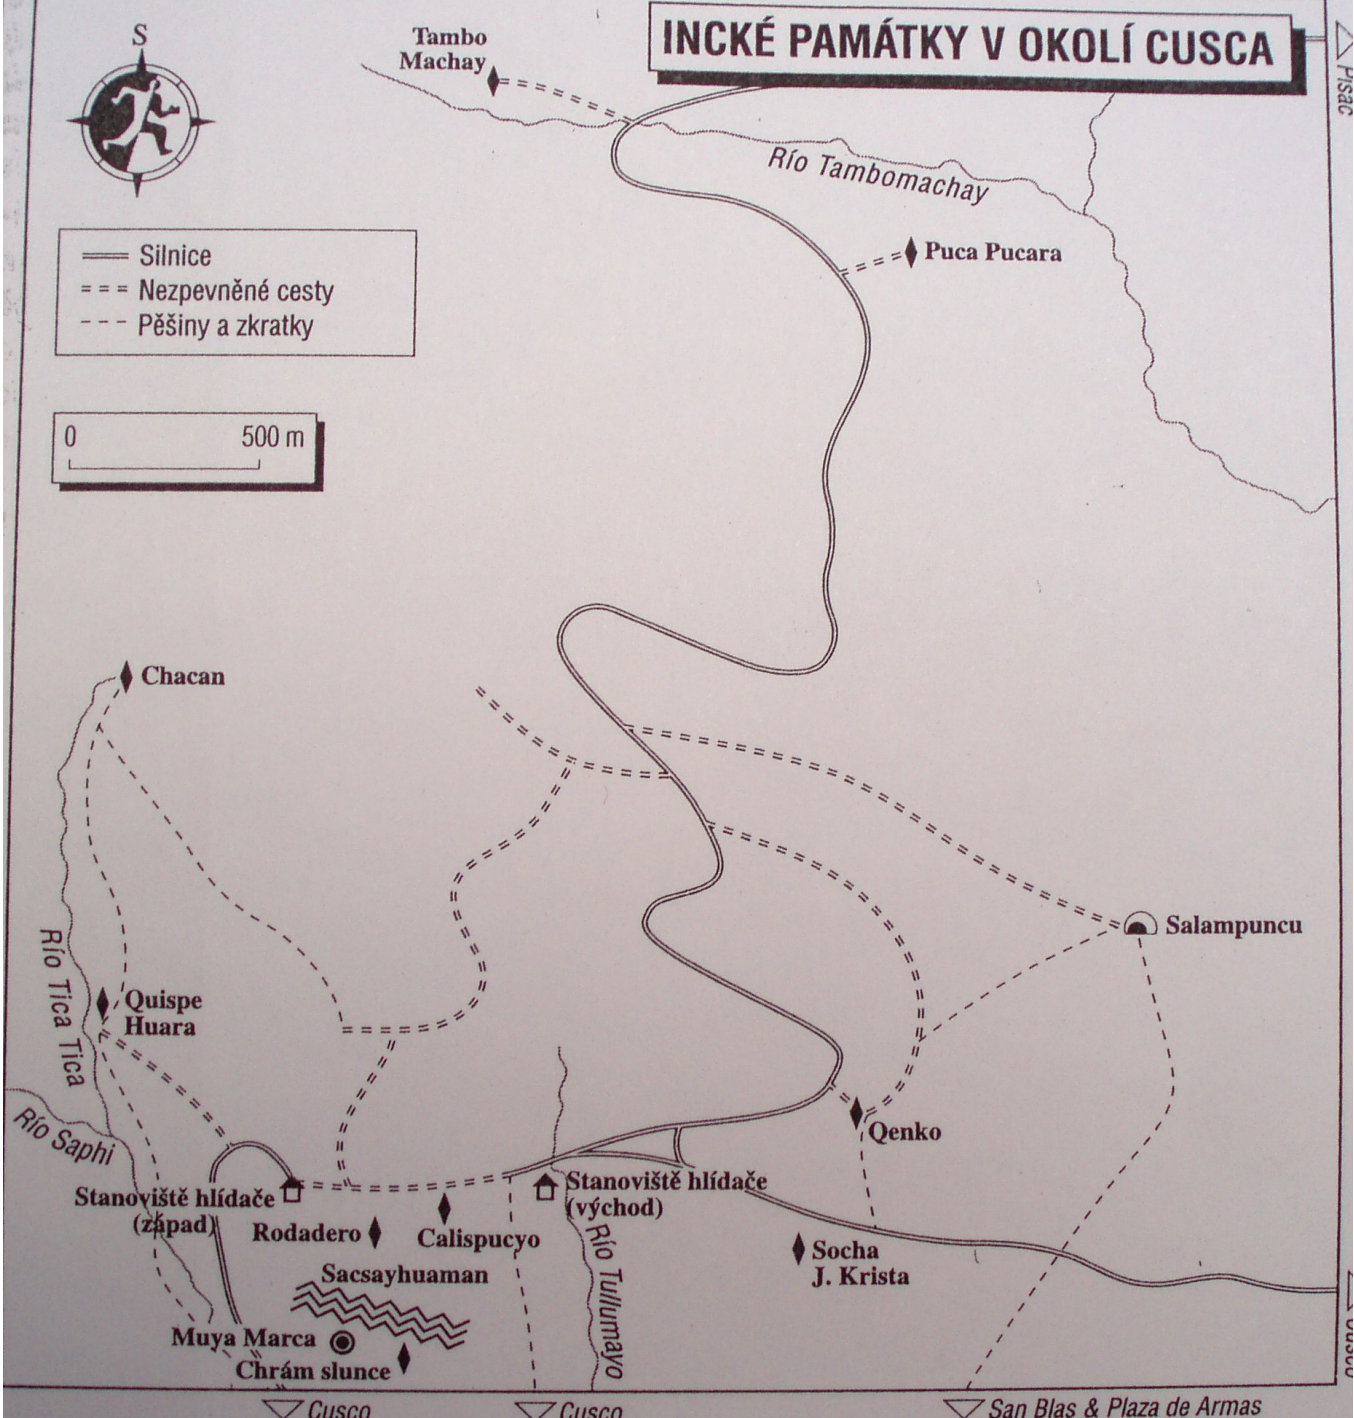 INCKÉ PAMÁTKY V OKOLÍ CUSCA
S
Tambo
Machay
Pisac
Río Tambomachay
Puca Pucara
Silnice
Nezpevněné cesty
Pěšiny a zkratky
0 500 m
Chacan
Salampuncu
Río Tica Tica
Quispe
Huara
Río Saphi
Qenko
Stanoviště hlídače
(západ)
Stanoviště hlídače
(východ)
Rodadero
Calispucyo
Río Tullumayo
Socha
J. Krista
Sacsayhuaman
Muya Marca
Chrám slunce
Cusco
Cusco
Cusco
San Blas & Plaza de Armas